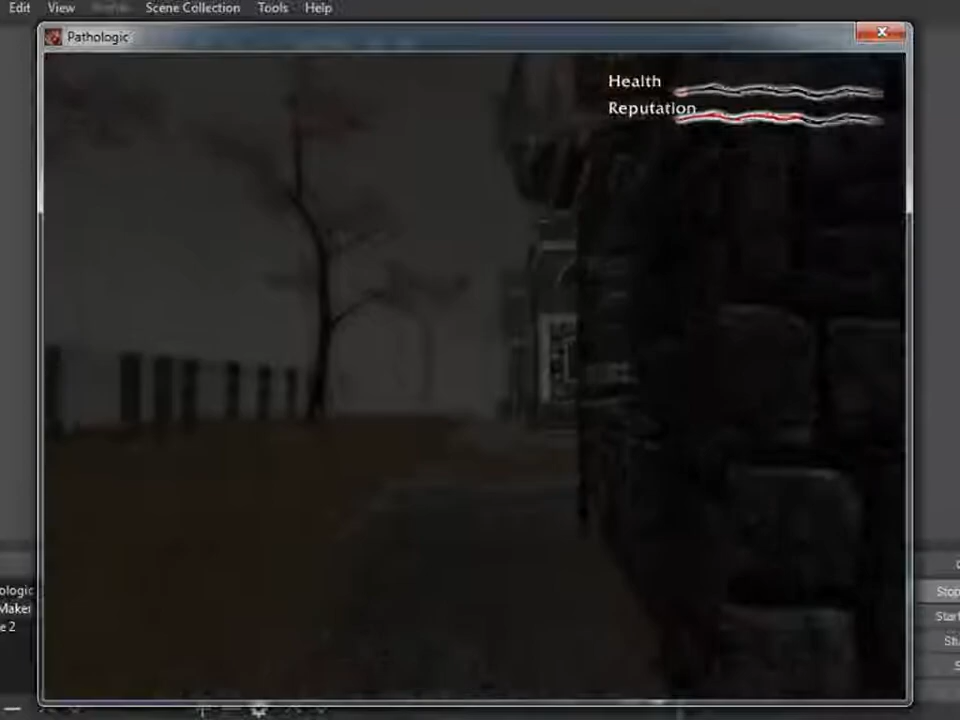 Edit View Scene Collection Tools Help
Pathologic
Health
Reputation
ologic
Maker
e 2
Stop
Start